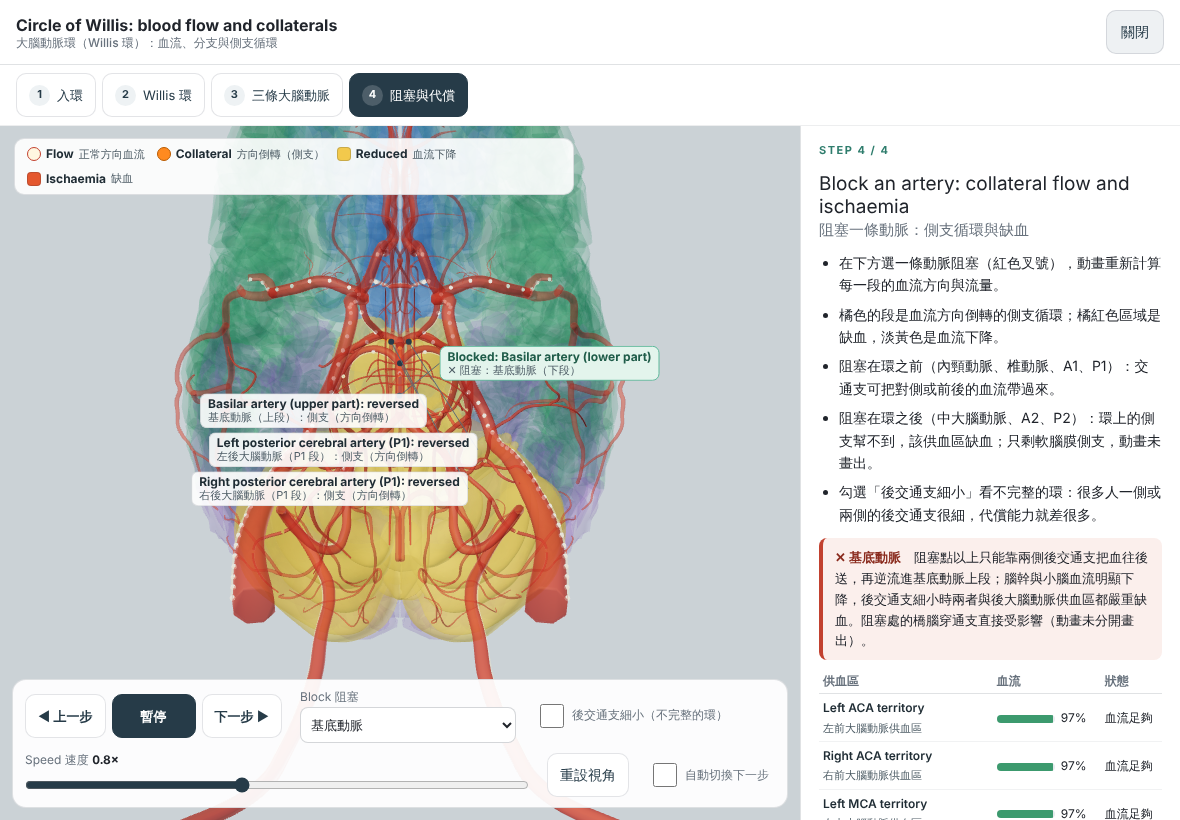 Circle of Willis: blood flow and collaterals
大腦動脈環（Willis 環）：血流、分支與側支循環
關閉
1 入環
2 Willis 環
3 三條大腦動脈
4 阻塞與代償
Flow 正常方向血流
Collateral 方向倒轉（側支）
Reduced 血流下降
Ischaemia 缺血
Blocked: Basilar artery (lower part)
✕ 阻塞：基底動脈（下段）
Basilar artery (upper part): reversed
基底動脈（上段）：側支（方向倒轉）
Left posterior cerebral artery (P1): reversed
左後大腦動脈（P1 段）：側支（方向倒轉）
Right posterior cerebral artery (P1): reversed
右後大腦動脈（P1 段）：側支（方向倒轉）
◀ 上一步
暫停
下一步 ▶
Block 阻塞
基底動脈
後交通支細小（不完整的環）
Speed 速度 0.8×
重設視角
自動切換下一步
STEP 4 / 4
Block an artery: collateral flow and
ischaemia
阻塞一條動脈：側支循環與缺血
• 在下方選一條動脈阻塞（紅色叉號），動畫重新計算
每一段的血流方向與流量。
• 橘色的段是血流方向倒轉的側支循環；橘紅色區域是
缺血，淡黃色是血流下降。
• 阻塞在環之前（內頸動脈、椎動脈、A1、P1）：交
通支可把對側或前後的血流帶過來。
• 阻塞在環之後（中大腦動脈、A2、P2）：環上的側
支幫不到，該供血區缺血；只剩軟腦膜側支，動畫未
畫出。
• 勾選「後交通支細小」看不完整的環：很多人一側或
兩側的後交通支很細，代償能力就差很多。
✕ 基底動脈 阻塞點以上只能靠兩側後交通支把血往後
送，再逆流進基底動脈上段；腦幹與小腦血流明顯下
降，後交通支細小時兩者與後大腦動脈供血區都嚴重缺
血。阻塞處的橋腦穿通支直接受影響（動畫未分開畫
出）。
供血區 血流 狀態
Left ACA territory
左前大腦動脈供血區
97% 血流足夠
Right ACA territory
右前大腦動脈供血區
97% 血流足夠
Left MCA territory
97% 血流足夠